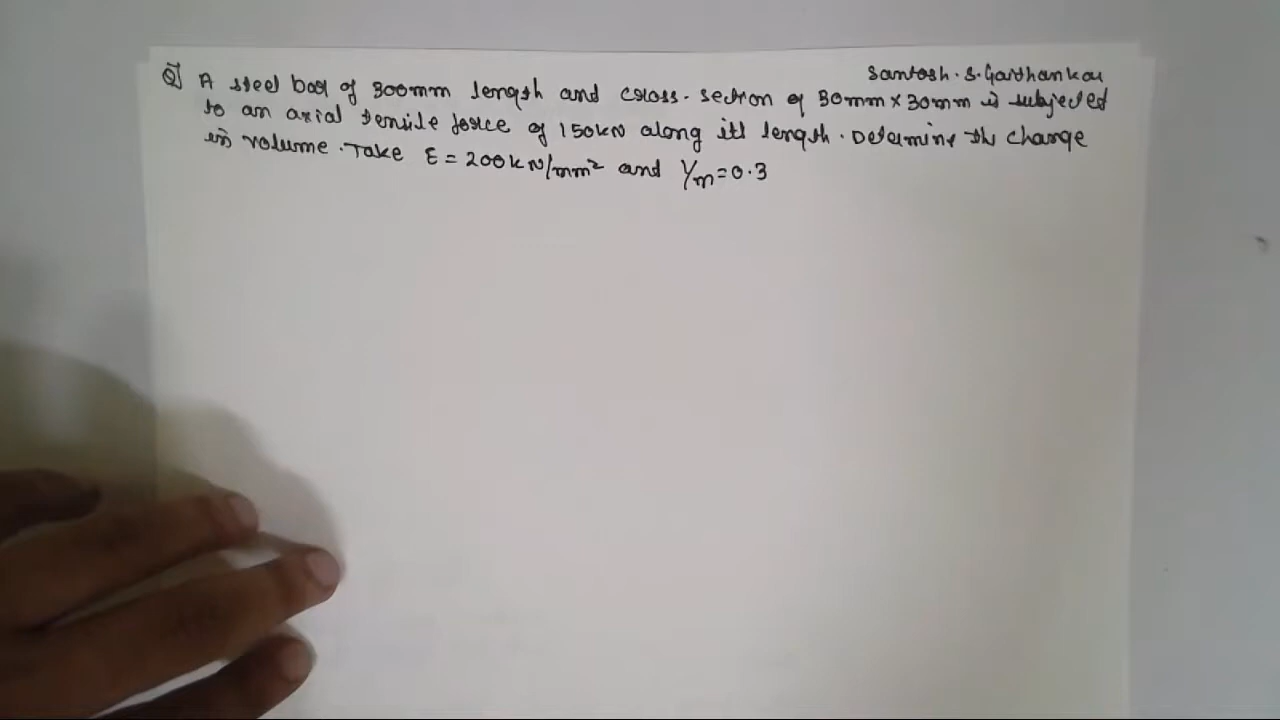 Santosh. S. Gaithankar
Q] A steel bar of 300mm length and cross-section of 30mm×30mm is subjected
to an axial tensile force of 150kN along its length. Determine the change
in volume. Take E = 200kN/mm² and 1/m = 0.3